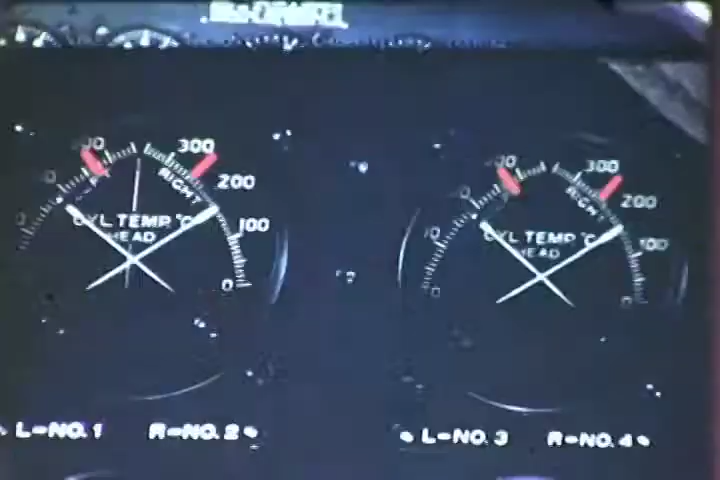 300
RIGHT
200
CYL TEMP °C
HEAD
100
0
L=NO. 1 R=NO. 2
300
RIGHT
200
CYL TEMP °C
HEAD
100
0
L=NO. 3 R=NO. 4